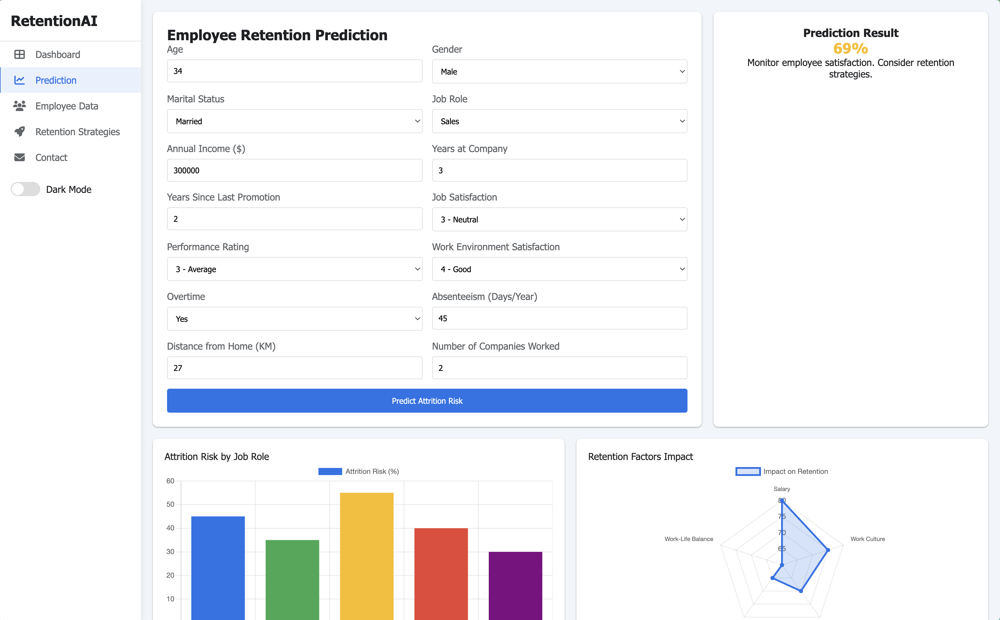 RetentionAI
Dashboard
Prediction
Employee Data
Retention Strategies
Contact
Dark Mode
Employee Retention Prediction
Age
34
Gender
Male
Marital Status
Married
Job Role
Sales
Annual Income ($)
300000
Years at Company
3
Years Since Last Promotion
2
Job Satisfaction
3 - Neutral
Performance Rating
3 - Average
Work Environment Satisfaction
4 - Good
Overtime
Yes
Absenteeism (Days/Year)
45
Distance from Home (KM)
27
Number of Companies Worked
2
Predict Attrition Risk
Prediction Result
69%
Monitor employee satisfaction. Consider retention
strategies.
Attrition Risk by Job Role
Attrition Risk (%)
60
50
40
30
20
10
Retention Factors Impact
Impact on Retention
Salary
80
75
70
65
Work-Life Balance
Work Culture